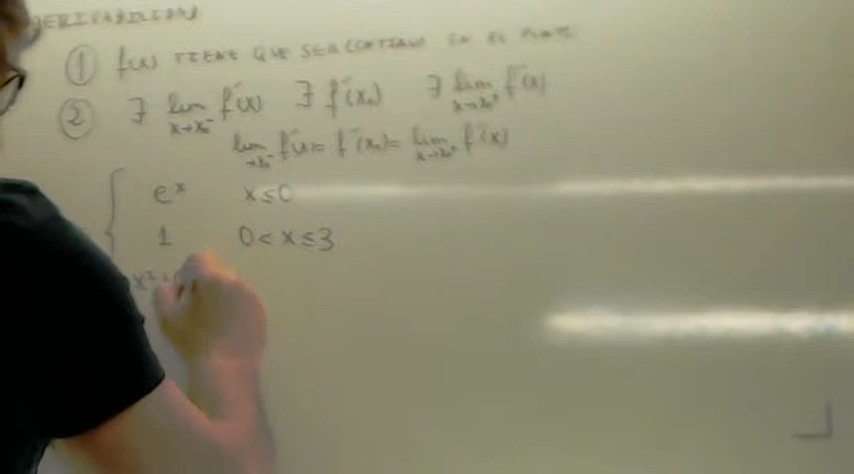 DERIVABILIDAD
① f(x) TIENE QUE SER CONTINUA EN EL PUNTO
② ∃ lim x→x₀⁻ f'(x) ∃ f'(x₀) ∃ lim x→x₀⁺ f'(x)
lim x→x₀⁻ f'(x) = f'(x₀) = lim x→x₀⁺ f'(x)
{ eˣ x ≤ 0
1 0 < x ≤ 3
x²